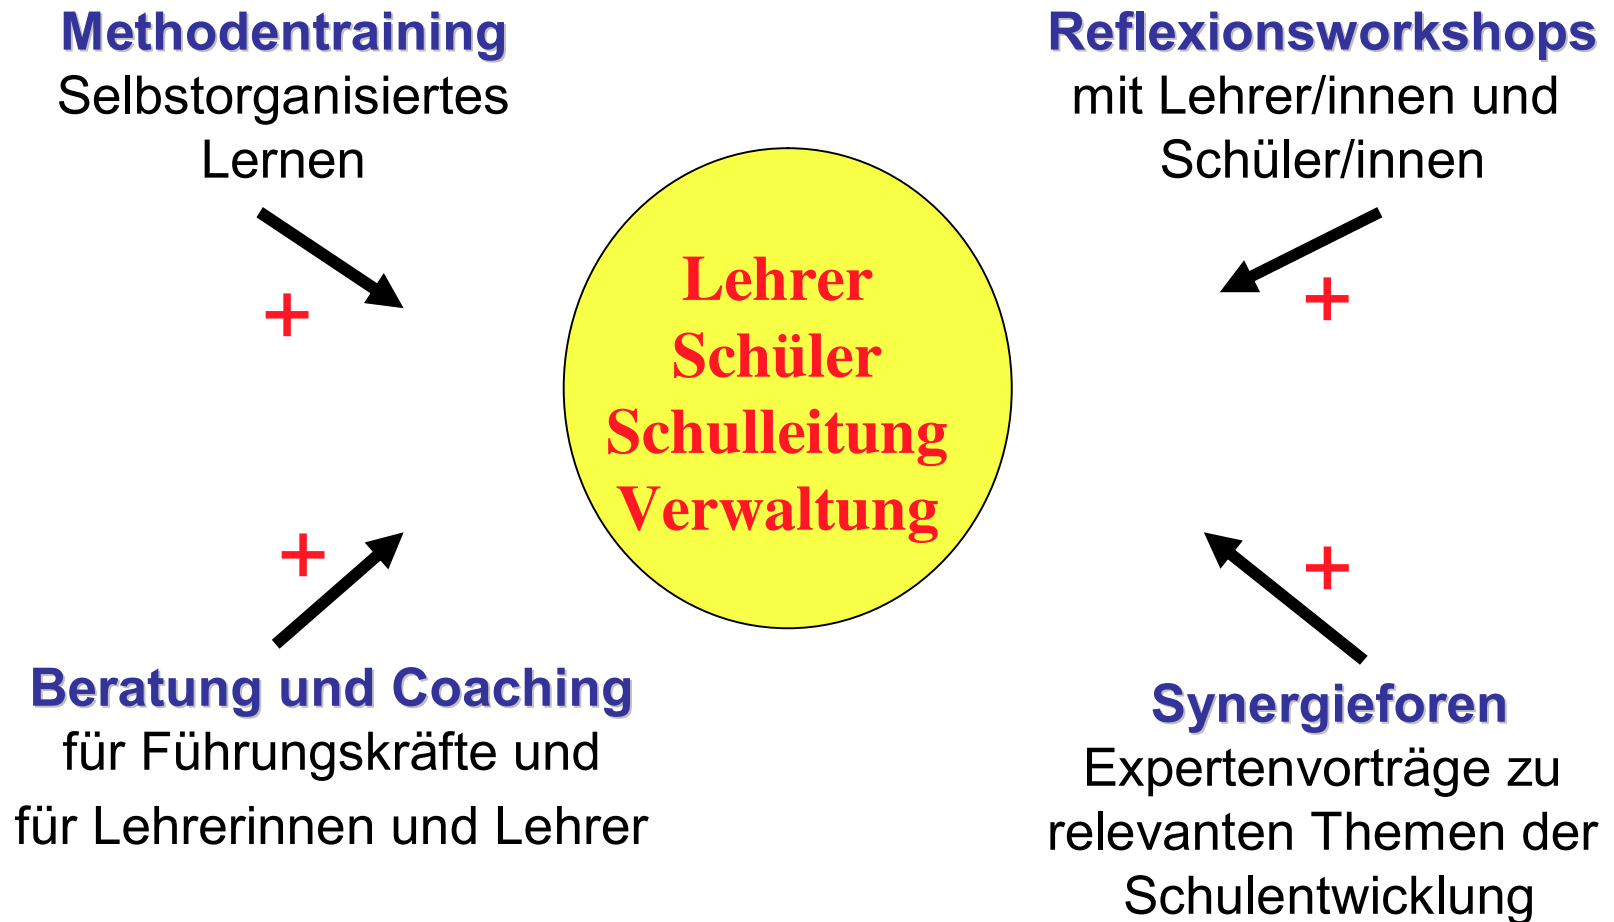 Methodentraining
Selbstorganisiertes
Lernen
Reflexionsworkshops
mit Lehrer/innen und
Schüler/innen
+
+
Lehrer
Schüler
Schulleitung
Verwaltung
+
+
Beratung und Coaching
für Führungskräfte und
für Lehrerinnen und Lehrer
Synergieforen
Expertenvorträge zu
relevanten Themen der
Schulentwicklung